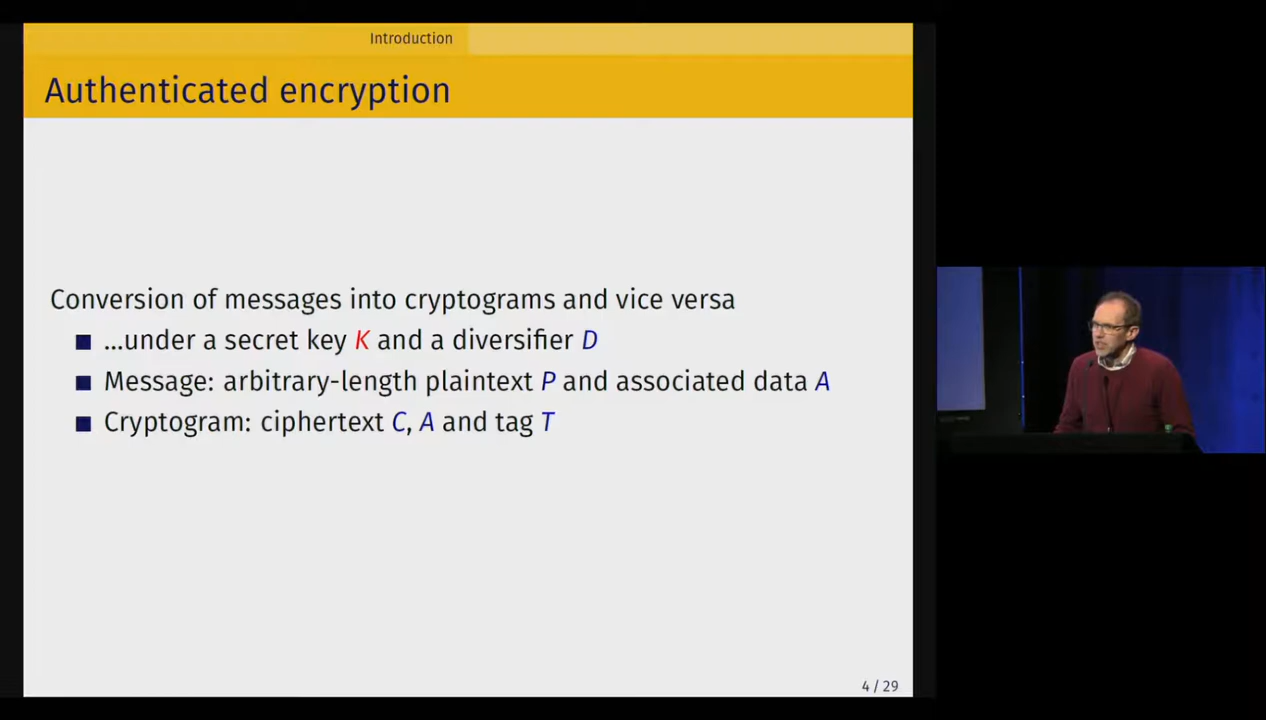 Introduction
Authenticated encryption
Conversion of messages into cryptograms and vice versa
■ ...under a secret key K and a diversifier D
■ Message: arbitrary-length plaintext P and associated data A
■ Cryptogram: ciphertext C, A and tag T
4 / 29